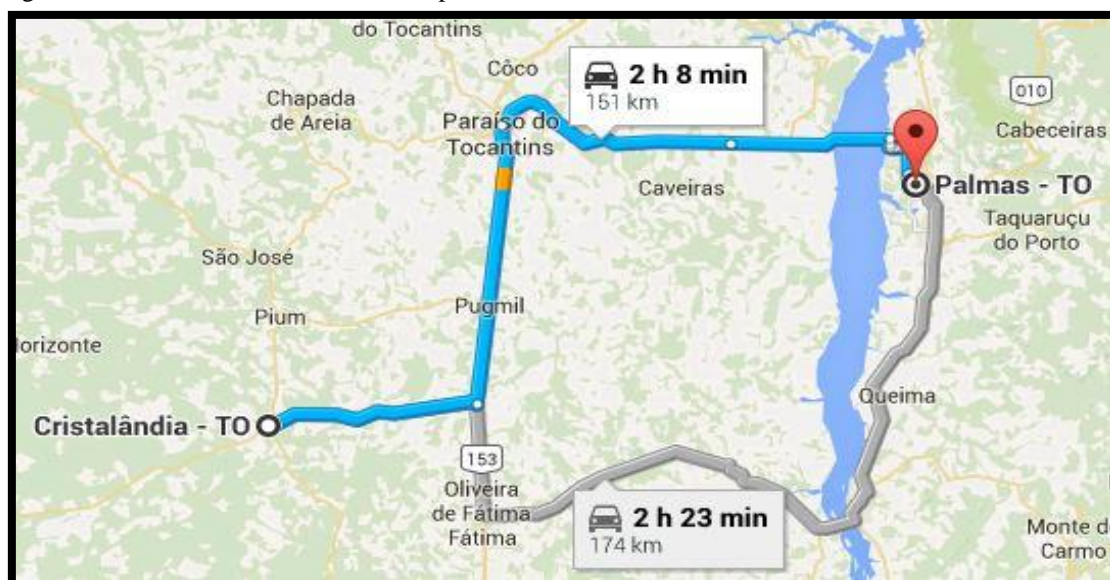 do Tocantins
Côco
2 h 8 min
151 km
010
Chapada
de Areia
Paraíso do
Tocantins
Cabeceiras
Caveiras
Palmas - TO
Taquaruçu
do Porto
São José
Pugmil
Pium
orizonte
Queima
Cristalândia - TO
153
Oliveira
de Fátima
Fátima
2 h 23 min
174 km
Monte d
Carmo